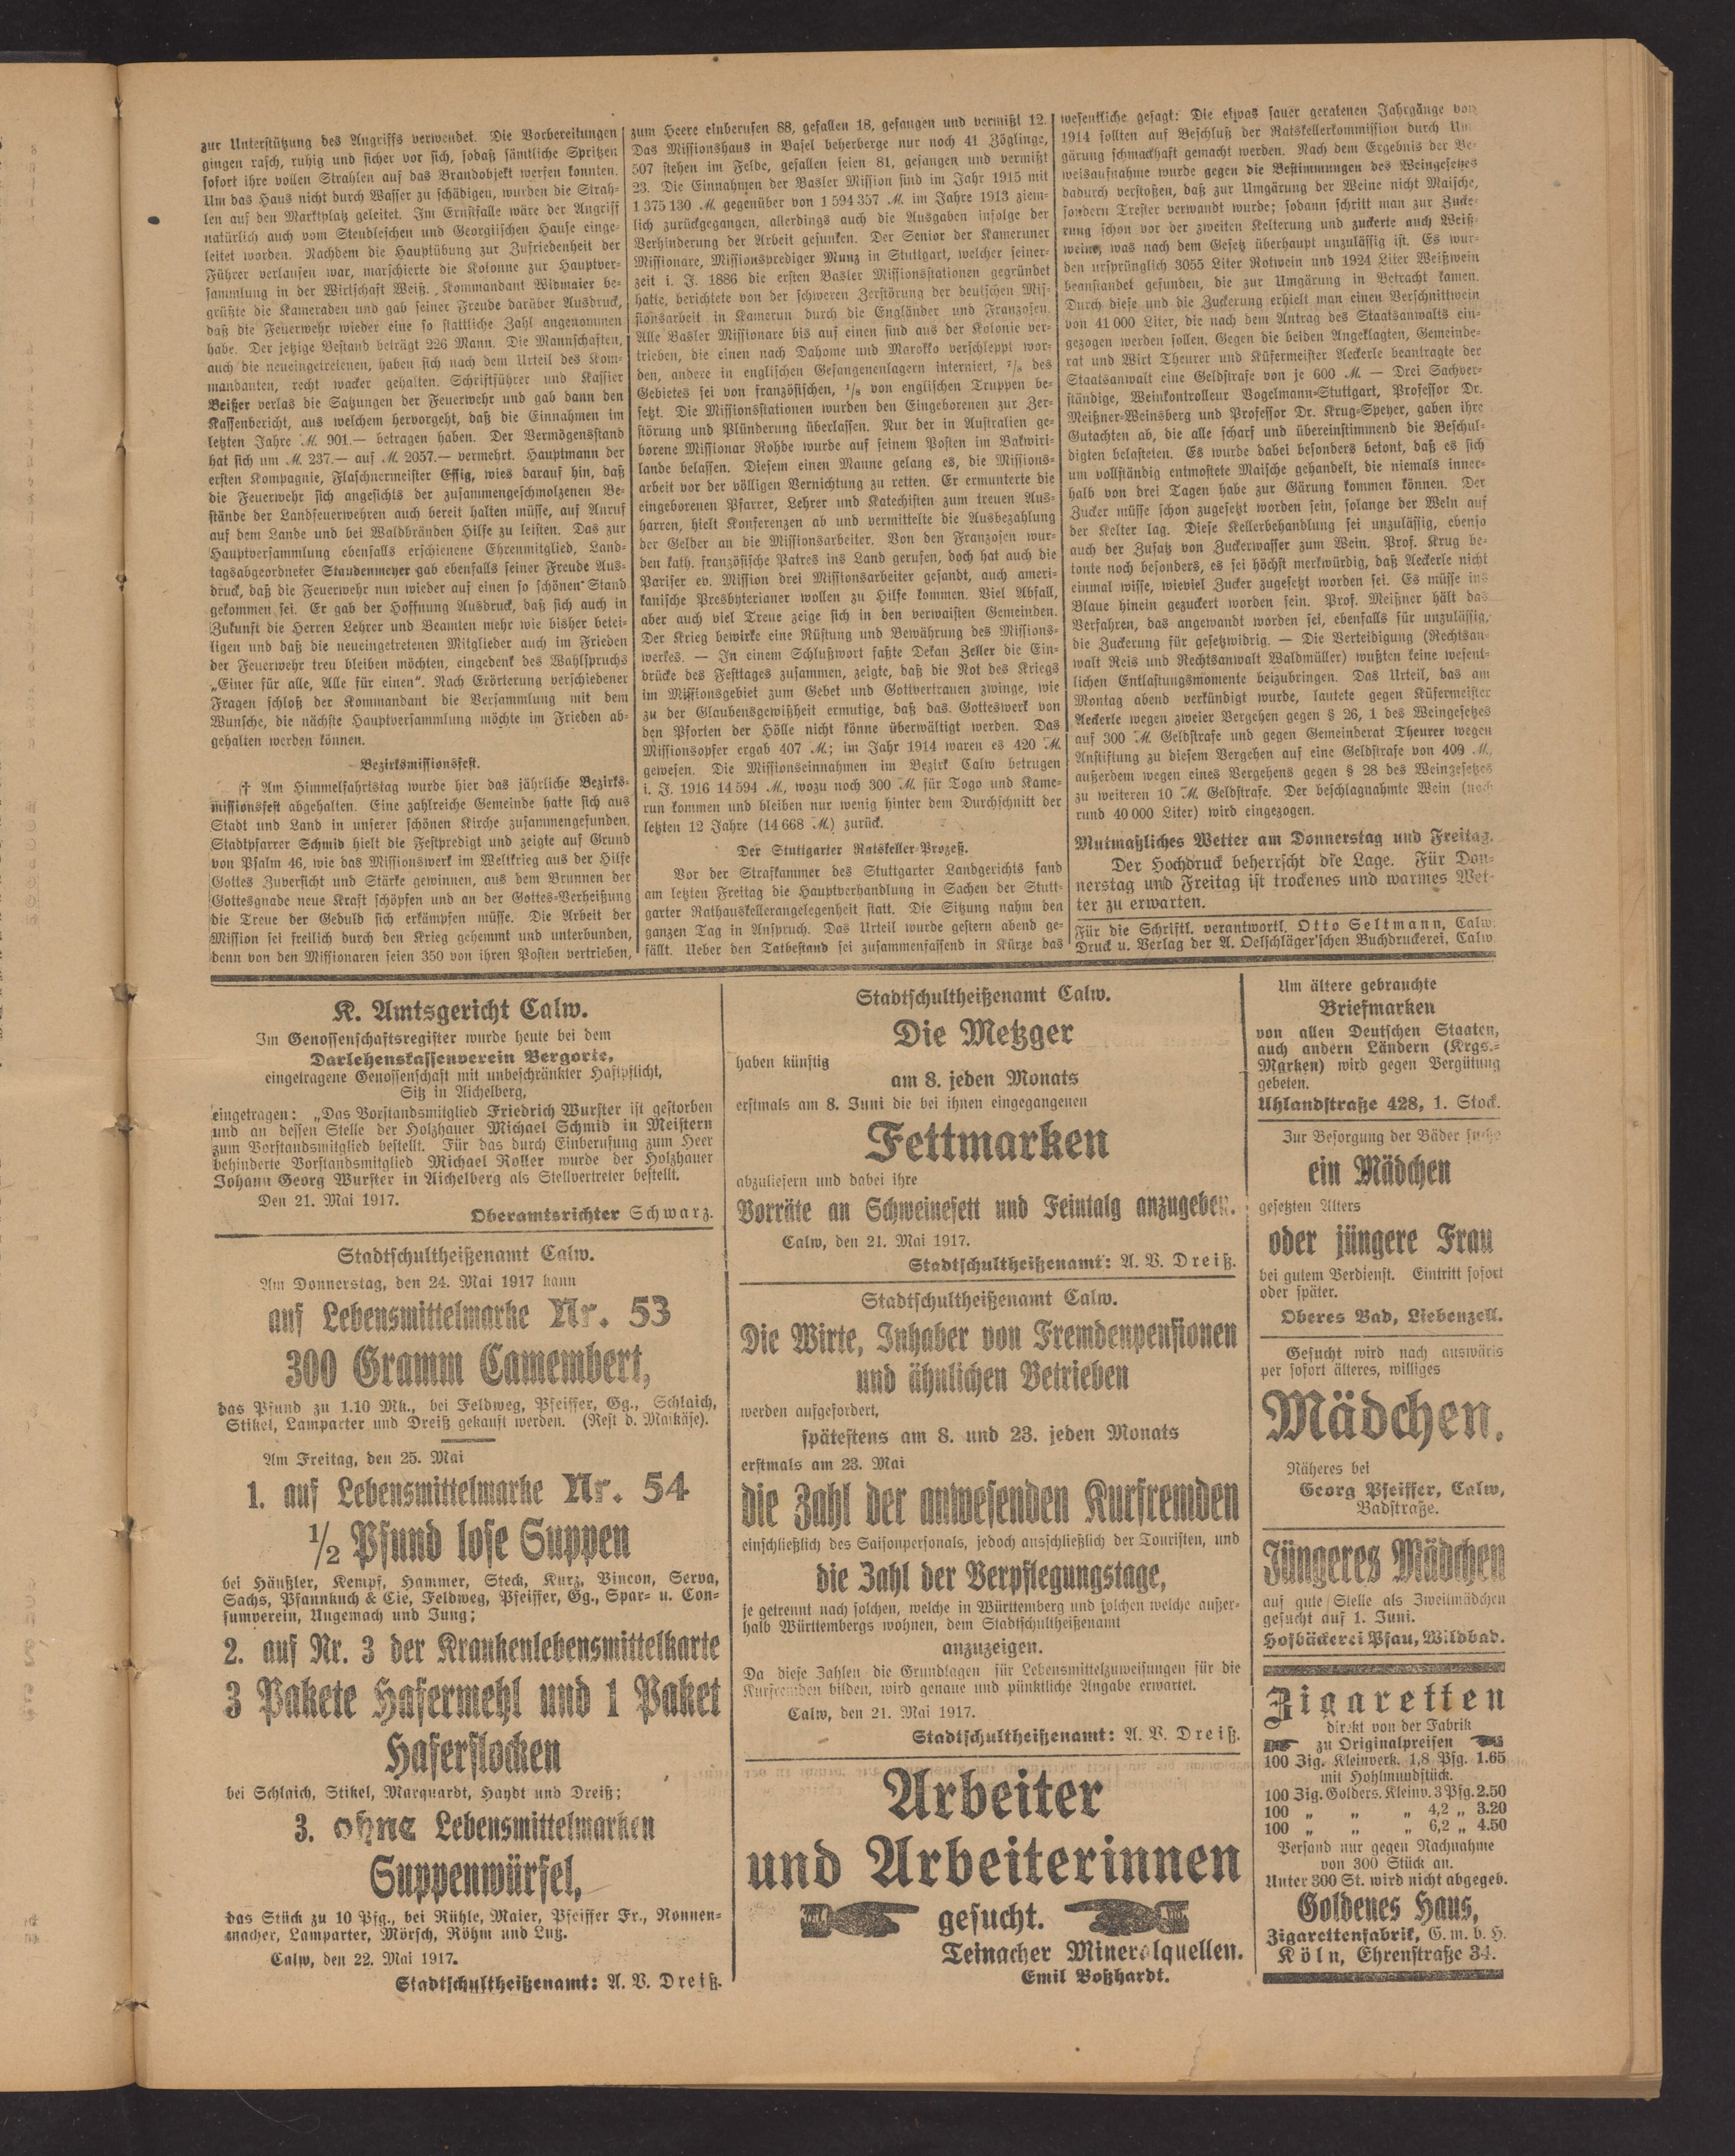 zur Unterstützung des Angriffs verwendet. Die Vorbereitungen
gingen rasch, ruhig und sicher vor sich, sodaß sämtliche Spritzen
sofort ihre vollen Strahlen auf das Brandobjekt werfen konnten.
Um das Haus nicht durch Wasser zu schädigen, wurden die Strah-
len auf den Marktplatz geleitet. Im Ernstfalle wäre der Angriff
natürlich auch vom Steudleschen und Georgiischen Hause einge-
leitet worden. Nachdem die Hauptübung zur Zufriedenheit der
Führer verlaufen war, marschierte die Kolonne zur Hauptver-
sammlung in der Wirtschaft Weiß. Kommandant Widmaier be-
grüßte die Kameraden und gab seiner Freude darüber Ausdruck,
daß die Feuerwehr wieder eine so stattliche Zahl angenommen
habe. Der jetzige Bestand beträgt 226 Mann. Die Mannschaften,
auch die neueingetretenen, haben sich nach dem Urteil des Kom-
mandanten, recht wacker gehalten. Schriftführer und Kassier
Beißer verlas die Satzungen der Feuerwehr und gab dann den
Kassenbericht, aus welchem hervorgeht, daß die Einnahmen im
letzten Jahre M. 901.— betragen haben. Der Vermögensstand
hat sich um M. 237.— auf M. 2057.— vermehrt. Hauptmann der
ersten Kompagnie, Flaschnermeister Essig, wies darauf hin, daß
die Feuerwehr sich angesichts der zusammengeschmolzenen Be-
stände der Landfeuerwehren auch bereit halten müsse, auf Anruf
auf dem Lande und bei Waldbränden Hilfe zu leisten. Das zur
Hauptversammlung ebenfalls erschienene Ehrenmitglied, Land-
tagsabgeordneter Staudenmeyer gab ebenfalls seiner Freude Aus-
druck, daß die Feuerwehr nun wieder auf einen so schönen Stand
gekommen sei. Er gab der Hoffnung Ausdruck, daß sich auch in
Zukunft die Herren Lehrer und Beamten mehr wie bisher betei-
ligen und daß die neueingetretenen Mitglieder auch im Frieden
der Feuerwehr treu bleiben möchten, eingedenk des Wahlspruchs
„Einer für alle, Alle für einen“. Nach Erörterung verschiedener
Fragen schloß der Kommandant die Versammlung mit dem
Wunsche, die nächste Hauptversammlung möchte im Frieden ab-
gehalten werden können.
Bezirksmissionsfest.
† Am Himmelfahrtstag wurde hier das jährliche Bezirks-
missionsfest abgehalten. Eine zahlreiche Gemeinde hatte sich aus
Stadt und Land in unserer schönen Kirche zusammengefunden.
Stadtpfarrer Schmid hielt die Festpredigt und zeigte auf Grund
von Psalm 46, wie das Missionswerk im Weltkrieg aus der Hilfe
Gottes Zuversicht und Stärke gewinnen, aus dem Brunnen der
Gottesgnade neue Kraft schöpfen und an der Gottes-Verheißung
die Treue der Geduld sich erkämpfen müsse. Die Arbeit der
Mission sei freilich durch den Krieg gehemmt und unterbunden,
denn von den Missionaren seien 350 von ihren Posten vertrieben,
zum Heere einberufen 88, gefallen 18, gefangen und vermißt 12.
Das Missionshaus in Basel beherberge nur noch 41 Zöglinge,
507 stehen im Felde, gefallen seien 81, gefangen und vermißt
23. Die Einnahmen der Basler Mission sind im Jahr 1915 mit
1 375 130 M. gegenüber von 1 594 357 M. im Jahre 1913 ziem-
lich zurückgegangen, allerdings auch die Ausgaben infolge der
Verhinderung der Arbeit gesunken. Der Senior der Kameruner
Missionare, Missionsprediger Munz in Stuttgart, welcher seiner-
zeit i. J. 1886 die ersten Basler Missionsstationen gegründet
hatte, berichtete von der schweren Zerstörung der deutschen Mis-
sionsarbeit in Kamerun durch die Engländer und Franzosen.
Alle Basler Missionare bis auf einen sind aus der Kolonie ver-
trieben, die einen nach Dahome und Marokko verschleppt wor-
den, andere in englischen Gefangenenlagern interniert, ⁷/₈ des
Gebietes sei von französischen, ¹/₈ von englischen Truppen be-
setzt. Die Missionsstationen wurden den Eingeborenen zur Zer-
störung und Plünderung überlassen. Nur der in Australien ge-
borene Missionar Rohde wurde auf seinem Posten im Bakwiri-
lande belassen. Diesem einen Manne gelang es, die Missions-
arbeit vor der völligen Vernichtung zu retten. Er ermunterte die
eingeborenen Pfarrer, Lehrer und Katechisten zum treuen Aus-
harren, hielt Konferenzen ab und vermittelte die Ausbezahlung
der Gelder an die Missionsarbeiter. Von den Franzosen wur-
den kath. französische Patres ins Land gerufen, doch hat auch die
Pariser ev. Mission drei Missionsarbeiter gesandt, auch ameri-
kanische Presbyterianer wollen zu Hilfe kommen. Viel Abfall,
aber auch viel Treue zeige sich in den verwaisten Gemeinden.
Der Krieg bewirke eine Rüstung und Bewährung des Missions-
werkes. — In einem Schlußwort faßte Dekan Zeller die Ein-
drücke des Festtages zusammen, zeigte, daß die Not des Kriegs
im Missionsgebiet zum Gebet und Gottvertrauen zwinge, wie
zu der Glaubensgewißheit ermutige, daß das Gotteswerk von
den Pforten der Hölle nicht könne überwältigt werden. Das
Missionsopfer ergab 407 M.; im Jahr 1914 waren es 420 M.
gewesen. Die Missionseinnahmen im Bezirk Calw betrugen
i. J. 1916 14 594 M., wozu noch 300 M. für Togo und Kame-
run kommen und bleiben nur wenig hinter dem Durchschnitt der
letzten 12 Jahre (14 668 M.) zurück.
Der Stuttgarter Ratskeller-Prozeß.
Vor der Strafkammer des Stuttgarter Landgerichts fand
am letzten Freitag die Hauptverhandlung in Sachen der Stutt-
garter Rathauskellerangelegenheit statt. Die Sitzung nahm den
ganzen Tag in Anspruch. Das Urteil wurde gestern abend ge-
fällt. Ueber den Tatbestand sei zusammenfassend in Kürze das
wesentliche gesagt: Die etwas sauer geratenen Jahrgänge von
1914 sollten auf Beschluß der Ratskellerkommission durch Um-
gärung schmackhaft gemacht werden. Nach dem Ergebnis der Be-
weisaufnahme wurde gegen die Bestimmungen des Weingesetzes
dadurch verstoßen, daß zur Umgärung der Weine nicht Maische,
sondern Trester verwandt wurde; sodann schritt man zur Zucke-
rung schon vor der zweiten Kelterung und zuckerte auch Weiß-
weine, was nach dem Gesetz überhaupt unzulässig ist. Es wur-
den ursprünglich 3055 Liter Rotwein und 1924 Liter Weißwein
beanstandet gefunden, die zur Umgärung in Betracht kamen.
Durch diese und die Zuckerung erhielt man einen Verschnittwein
von 41 000 Liter, die nach dem Antrag des Staatsanwalts ein-
gezogen werden sollen. Gegen die beiden Angeklagten, Gemeinde-
rat und Wirt Theurer und Küfermeister Aeckerle beantragte der
Staatsanwalt eine Geldstrafe von je 600 M. — Drei Sachver-
ständige, Weinkontrolleur Vogelmann-Stuttgart, Professor Dr.
Meißner-Weinsberg und Professor Dr. Krug-Speyer, gaben ihre
Gutachten ab, die alle scharf und übereinstimmend die Beschul-
digten belasteten. Es wurde dabei besonders betont, daß es sich
um vollständig entmostete Maische gehandelt, die niemals inner-
halb von drei Tagen habe zur Gärung kommen können. Der
Zucker müsse schon zugesetzt worden sein, solange der Wein auf
der Kelter lag. Diese Kellerbehandlung sei unzulässig, ebenso
auch der Zusatz von Zuckerwasser zum Wein. Prof. Krug be-
tonte noch besonders, es sei höchst merkwürdig, daß Aeckerle nicht
einmal wisse, wieviel Zucker zugesetzt worden sei. Es müsse ins
Blaue hinein gezuckert worden sein. Prof. Meißner hält das
Verfahren, das angewandt worden sei, ebenfalls für unzulässig,
die Zuckerung für gesetzwidrig. — Die Verteidigung (Rechtsan-
walt Reis und Rechtsanwalt Waldmüller) wußten keine wesent-
lichen Entlastungsmomente beizubringen. Das Urteil, das am
Montag abend verkündigt wurde, lautete gegen Küfermeister
Aeckerle wegen zweier Vergehen gegen § 26, 1 des Weingesetzes
auf 300 M. Geldstrafe und gegen Gemeinderat Theurer wegen
Anstiftung zu diesem Vergehen auf eine Geldstrafe von 409 M.,
außerdem wegen eines Vergehens gegen § 28 des Weingesetzes
zu weiteren 10 M. Geldstrafe. Der beschlagnahmte Wein (noch
rund 40 000 Liter) wird eingezogen.
Mutmaßliches Wetter am Donnerstag und Freitag.
Der Hochdruck beherrscht die Lage. Für Don-
nerstag und Freitag ist trockenes und warmes Wet-
ter zu erwarten.
Für die Schriftl. verantwortl. Otto Seltmann, Calw.
Druck u. Verlag der A. Oelschläger'schen Buchdruckerei, Calw.
K. Amtsgericht Calw.
Im Genossenschaftsregister wurde heute bei dem
Darlehenskassenverein Bergorte,
eingetragene Genossenschaft mit unbeschränkter Haftpflicht,
Sitz in Aichelberg,
eingetragen: „Das Vorstandsmitglied Friedrich Wurster ist gestorben
und an dessen Stelle der Holzhauer Michael Schmid in Meistern
zum Vorstandsmitglied bestellt. Für das durch Einberufung zum Heer
behinderte Vorstandsmitglied Michael Roller wurde der Holzhauer
Johann Georg Wurster in Aichelberg als Stellvertreter bestellt.
Den 21. Mai 1917.
Oberamtsrichter Schwarz.
Stadtschultheißenamt Calw.
Am Donnerstag, den 24. Mai 1917 kann
auf Lebensmittelmarke Nr. 53
300 Gramm Camembert,
das Pfund zu 1.10 Mk., bei Feldweg, Pfeiffer, Gg., Schlaich,
Stikel, Lamparter und Dreiß gekauft werden. (Rest d. Maikäse).
Am Freitag, den 25. Mai
1. auf Lebensmittelmarke Nr. 54
1/2 Pfund lose Suppen
bei Häußler, Kempf, Hammer, Steck, Kurz, Vincon, Serva,
Sachs, Pfannkuch & Cie, Feldweg, Pfeiffer, Gg., Spar- u. Con-
sumverein, Ungemach und Jung;
2. auf Nr. 3 der Krankenlebensmittelkarte
3 Pakete Hafermehl und 1 Paket
Haferflocken
bei Schlaich, Stikel, Marquardt, Haydt und Dreiß;
3. ohne Lebensmittelmarken
Suppenwürfel,
das Stück zu 10 Pfg., bei Rühle, Maier, Pfeiffer Fr., Nonnen-
macher, Lamparter, Mörsch, Röhm und Lutz.
Calw, den 22. Mai 1917.
Stadtschultheißenamt: A. V. Dreiß.
Stadtschultheißenamt Calw.
Die Metzger
haben künftig
am 8. jeden Monats
erstmals am 8. Juni die bei ihnen eingegangenen
Fettmarken
abzuliefern und dabei ihre
Vorräte an Schweinefett und Feintalg anzugeben.
Calw, den 21. Mai 1917.
Stadtschultheißenamt: A. V. Dreiß.
Stadtschultheißenamt Calw.
Die Wirte, Inhaber von Fremdenpensionen
und ähnlichen Betrieben
werden aufgefordert,
spätestens am 8. und 23. jeden Monats
erstmals am 23. Mai
die Zahl der anwesenden Kurfremden
einschließlich des Saisonpersonals, jedoch ausschließlich der Touristen, und
die Zahl der Verpflegungstage,
je getrennt nach solchen, welche in Württemberg und solchen welche außer-
halb Württembergs wohnen, dem Stadtschultheißenamt
anzuzeigen.
Da diese Zahlen die Grundlagen für Lebensmittelzuweisungen für die
Kurfremden bilden, wird genaue und pünktliche Angabe erwartet.
Calw, den 21. Mai 1917.
Stadtschultheißenamt: A. V. Dreiß.
Arbeiter
und Arbeiterinnen
gesucht.
Teinacher Mineralquellen.
Emil Boßhardt.
Um ältere gebrauchte
Briefmarken
von allen Deutschen Staaten,
auch andern Ländern (Krgs.-
Marken) wird gegen Vergütung
gebeten.
Uhlandstraße 428, 1. Stock.
Zur Besorgung der Bäder suche
ein Mädchen
gesetzten Alters
oder jüngere Frau
bei gutem Verdienst. Eintritt sofort
oder später.
Oberes Bad, Liebenzell.
Gesucht wird nach auswärts
per sofort älteres, williges
Mädchen.
Näheres bei
Georg Pfeiffer, Calw,
Badstraße.
Jüngeres Mädchen
auf gute Stelle als Zweitmädchen
gesucht auf 1. Juni.
Hofbäckerei Pfau, Wildbad.
Zigaretten
direkt von der Fabrik
zu Originalpreisen
100 Zig. Kleinverk. 1,8 Pfg. 1.65
mit Hohlmundstück.
100 Zig. Golders. Kleinv. 3 Pfg. 2.50
100 „ „ „ 4,2 „ 3.20
100 „ „ „ 6,2 „ 4.50
Versand nur gegen Nachnahme
von 300 Stück an.
Unter 300 St. wird nicht abgegeb.
Goldenes Haus,
Zigarettenfabrik, G. m. b. H.
Köln, Ehrenstraße 34.